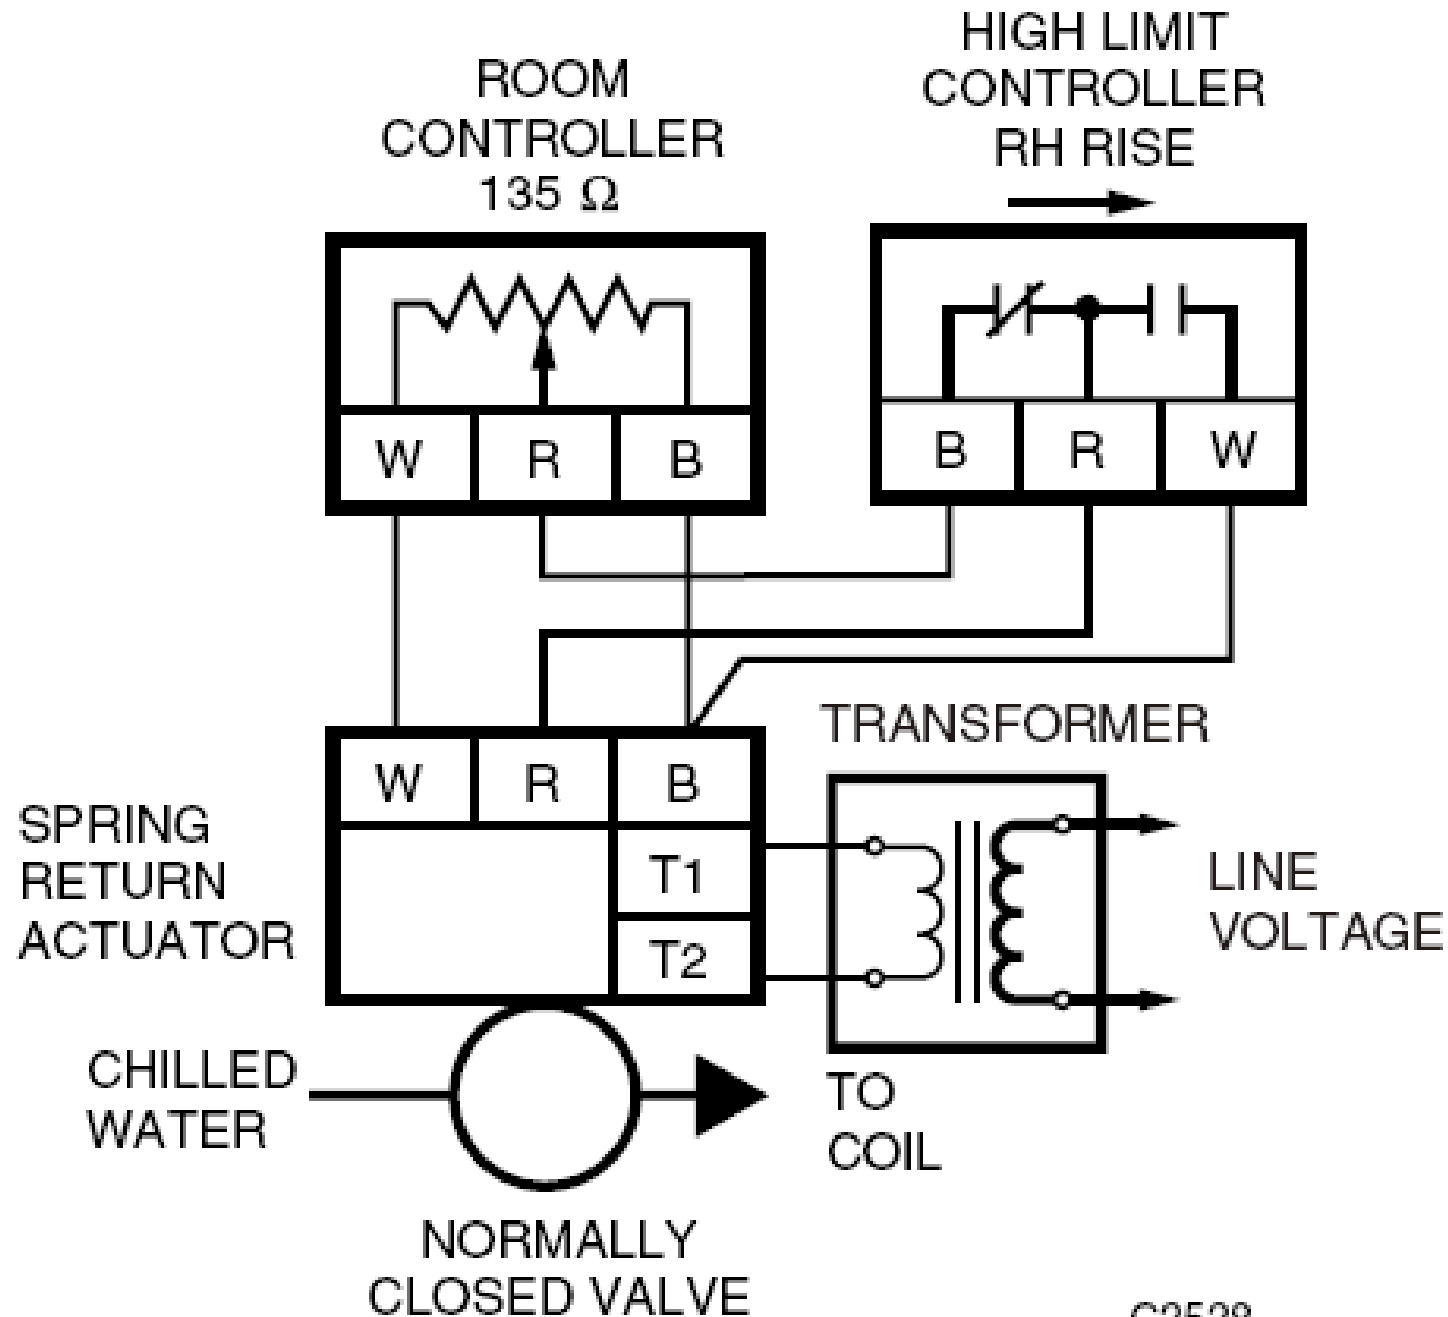 ROOM
CONTROLLER
135 Ω
HIGH LIMIT
CONTROLLER
RH RISE
W R B
B R W
W R B
T1
T2
SPRING
RETURN
ACTUATOR
TRANSFORMER
LINE
VOLTAGE
CHILLED
WATER
TO
COIL
NORMALLY
CLOSED VALVE